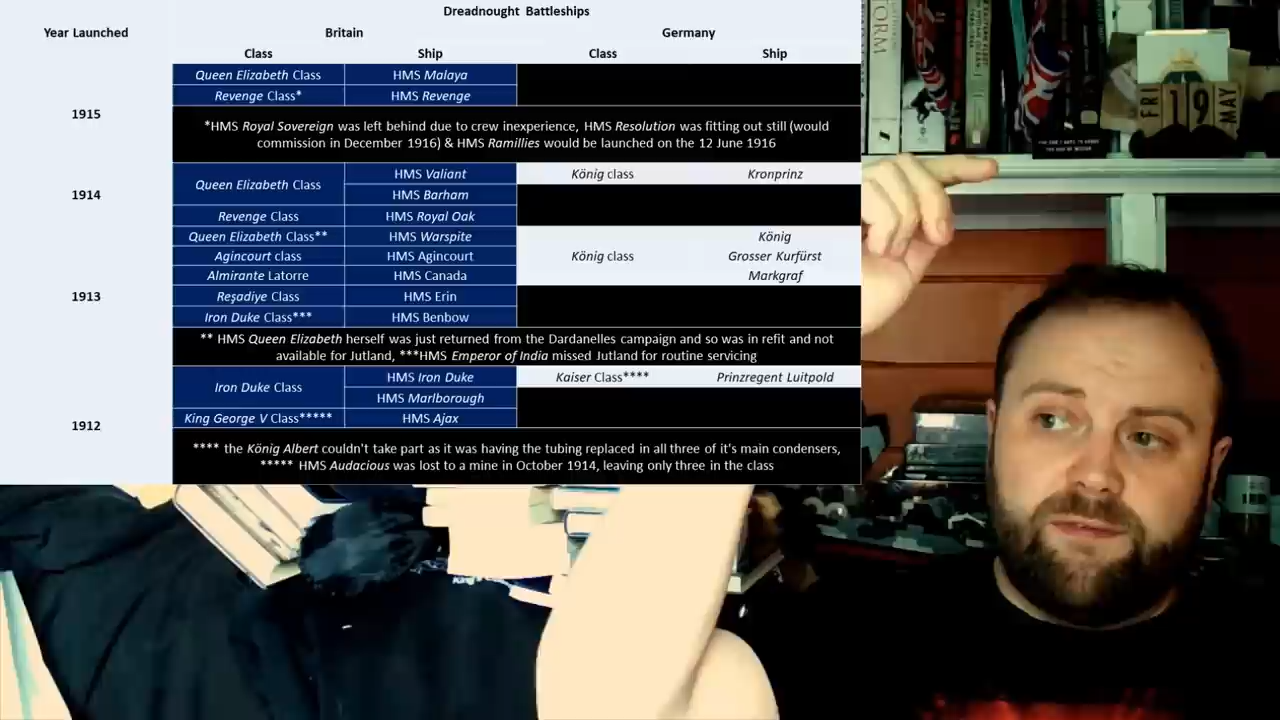 Dreadnought Battleships
Year Launched Britain Germany
Class Ship Class Ship
Queen Elizabeth Class HMS Malaya
Revenge Class* HMS Revenge
1915
*HMS Royal Sovereign was left behind due to crew inexperience, HMS Resolution was fitting out still (would
commission in December 1916) & HMS Ramillies would be launched on the 12 June 1916
Queen Elizabeth Class HMS Valiant König class Kronprinz
1914 HMS Barham
Revenge Class HMS Royal Oak
Queen Elizabeth Class** HMS Warspite König
Agincourt class HMS Agincourt König class Grosser Kurfürst
Almirante Latorre HMS Canada Markgraf
1913 Reşadiye Class HMS Erin
Iron Duke Class*** HMS Benbow
** HMS Queen Elizabeth herself was just returned from the Dardanelles campaign and so was in refit and not
available for Jutland, ***HMS Emperor of India missed Jutland for routine servicing
Iron Duke Class HMS Iron Duke Kaiser Class**** Prinzregent Luitpold
HMS Marlborough
1912 King George V Class***** HMS Ajax
**** the König Albert couldn't take part as it was having the tubing replaced in all three of it's main condensers,
***** HMS Audacious was lost to a mine in October 1914, leaving only three in the class
FRI 19 MAY